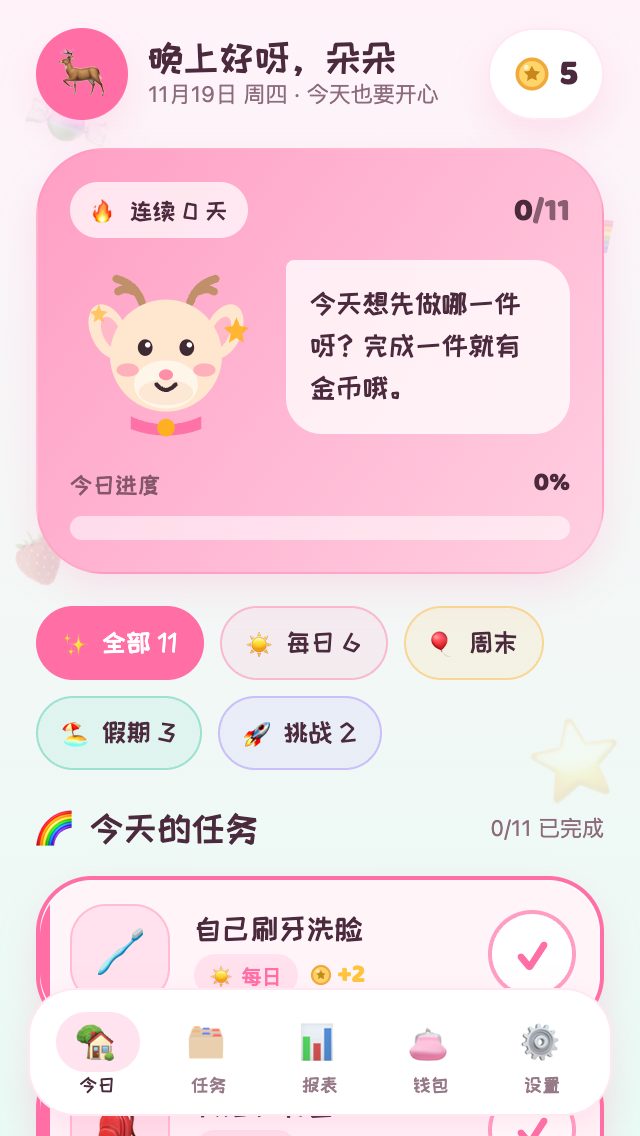 晚上好呀，朵朵
11月19日 周四 · 今天也要开心
5
连续 0 天
0/11
今天想先做哪一件
呀？完成一件就有
金币哦。
今日进度
0%
全部 11
每日 6
周末
假期 3
挑战 2
今天的任务
0/11 已完成
自己刷牙洗脸
每日
+2
今日
任务
报表
钱包
设置